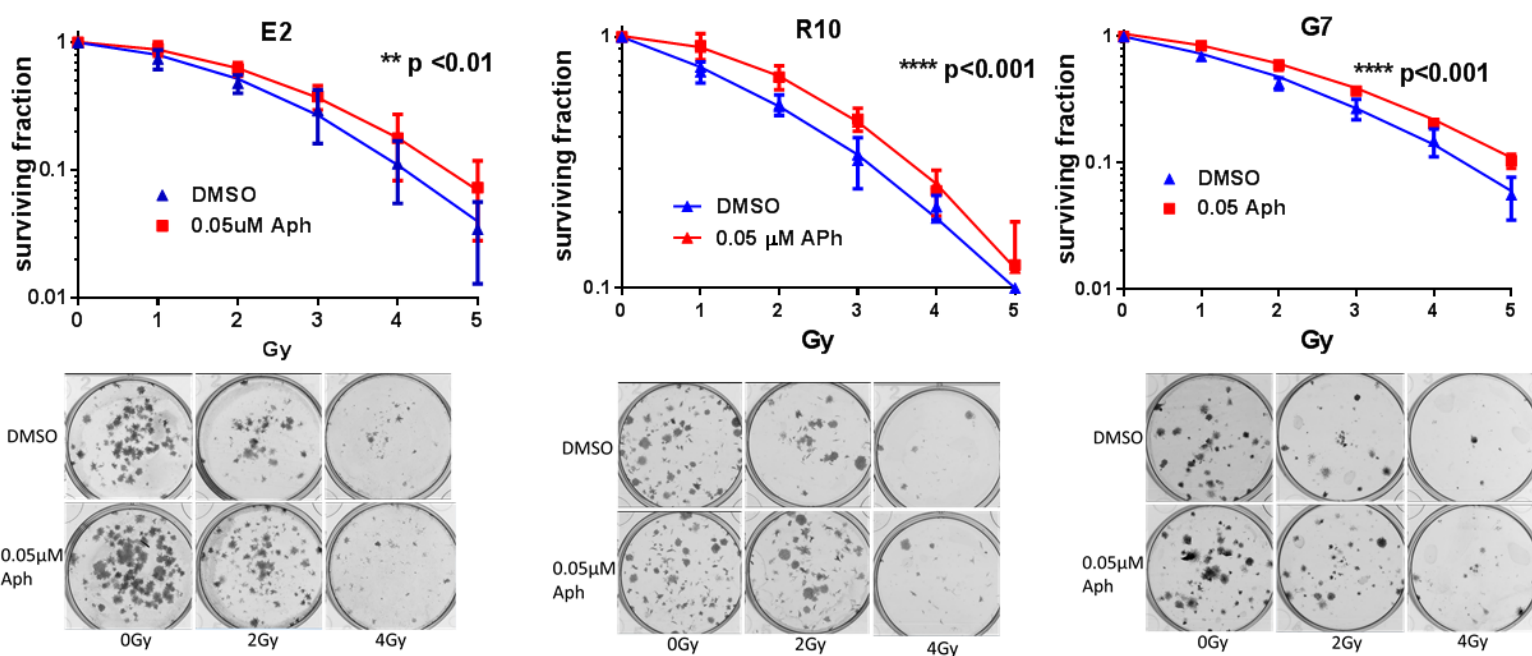 E2
** p <0.01
surviving fraction
1
0.1
0.01
DMSO
0.05uM Aph
0 1 2 3 4 5
Gy
R10
**** p<0.001
surviving fraction
1
0.1
DMSO
0.05 μM APh
0 1 2 3 4 5
Gy
G7
**** p<0.001
surviving fraction
1
0.1
0.01
DMSO
0.05 Aph
0 1 2 3 4 5
Gy
DMSO
0.05μM
Aph
0Gy 2Gy 4Gy
DMSO
0.05μM
Aph
0Gy 2Gy 4Gy
DMSO
0.05μM
Aph
0Gy 2Gy 4Gy